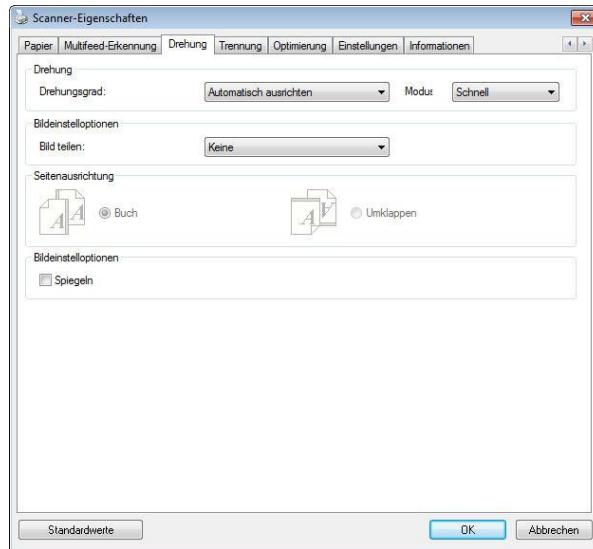 Scanner-Eigenschaften
Papier Multifeed-Erkennung Drehung Trennung Optimierung Einstellungen Informationen
Drehung
Drehungsgrad: Automatisch ausrichten Modus Schnell
Bildeinstelloptionen
Bild teilen: Keine
Seitenausrichtung
A A Buch A A Umklappen
Bildeinstelloptionen
Spiegeln
Standardwerte OK Abbrechen